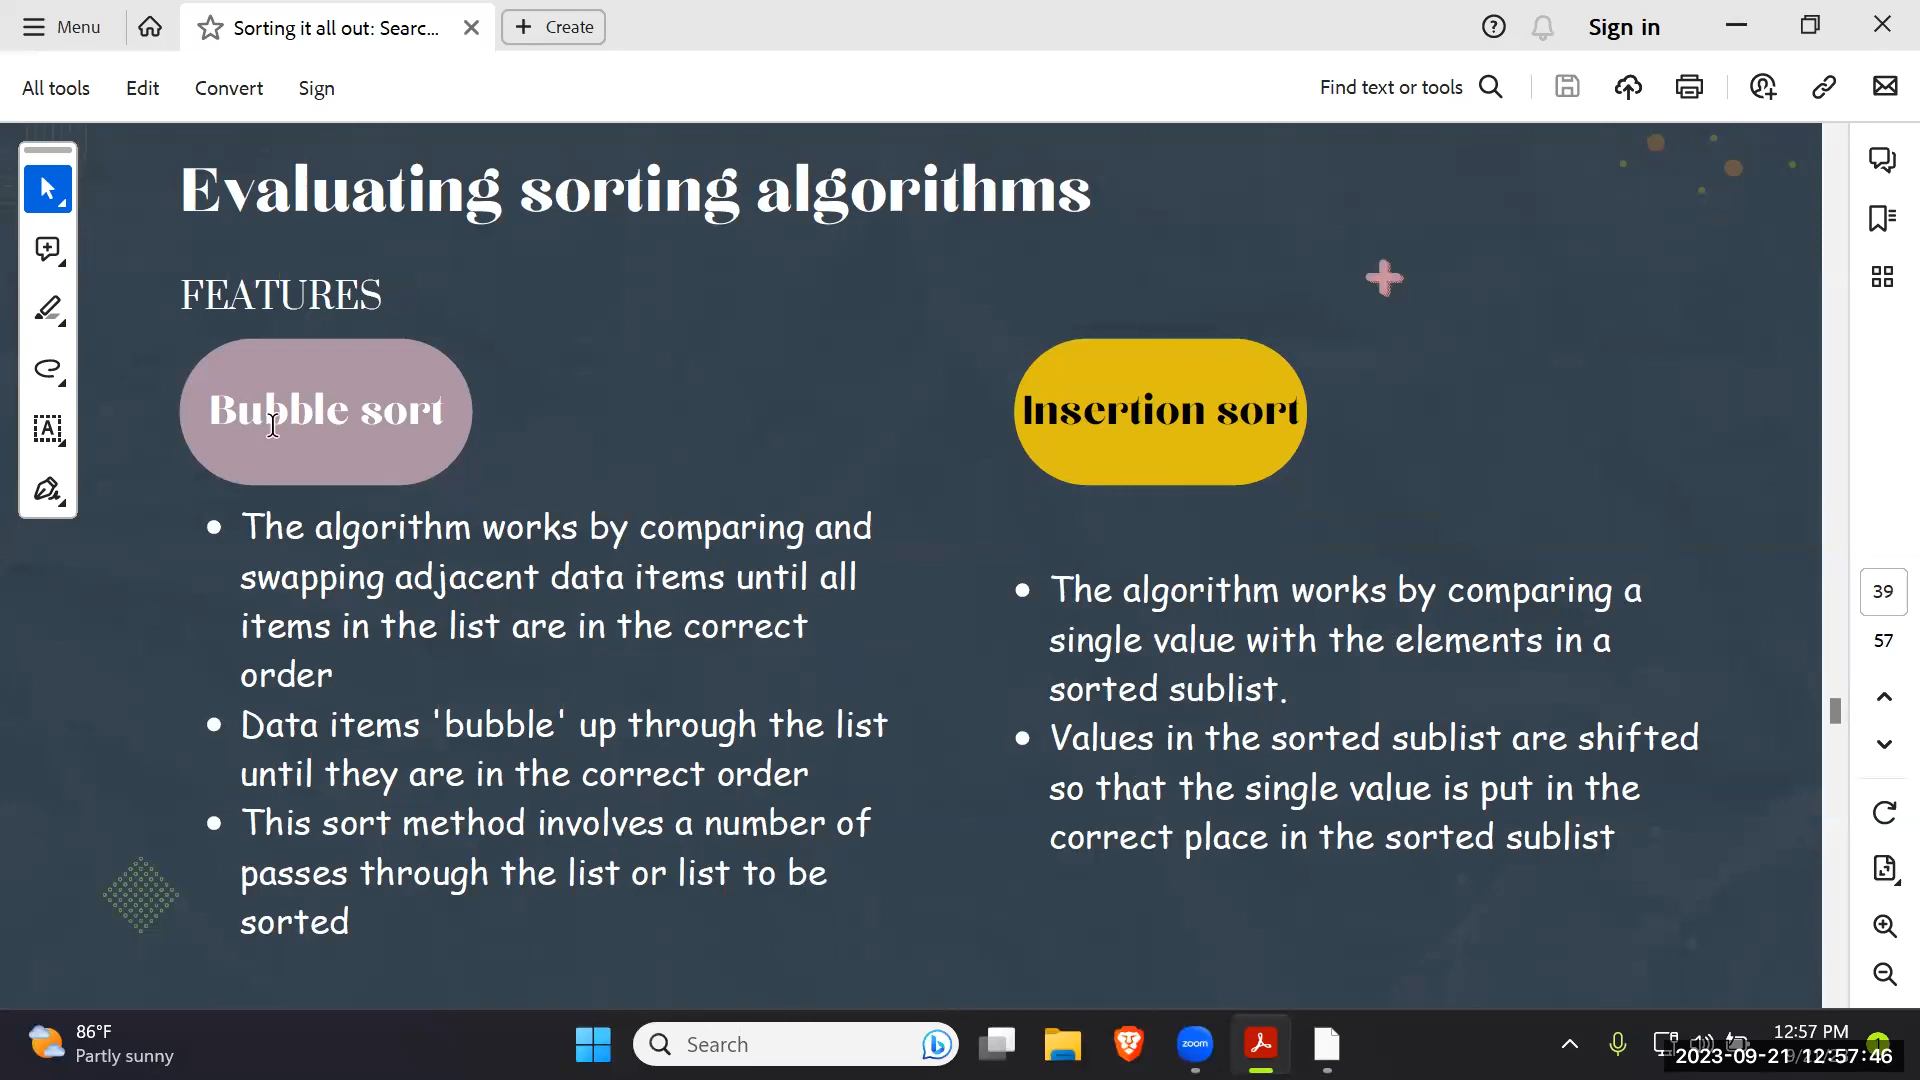 Menu
Sorting it all out: Searc...
Create
Sign in
All tools
Edit
Convert
Sign
Find text or tools
Evaluating sorting algorithms
FEATURES
Bubble sort
The algorithm works by comparing and
swapping adjacent data items until all
items in the list are in the correct
order
Data items 'bubble' up through the list
until they are in the correct order
This sort method involves a number of
passes through the list or list to be
sorted
Insertion sort
The algorithm works by comparing a
single value with the elements in a
sorted sublist.
Values in the sorted sublist are shifted
so that the single value is put in the
correct place in the sorted sublist
39
57
86°F
Partly sunny
Search
zoom
12:57 PM
2023-09-21 12:57:46